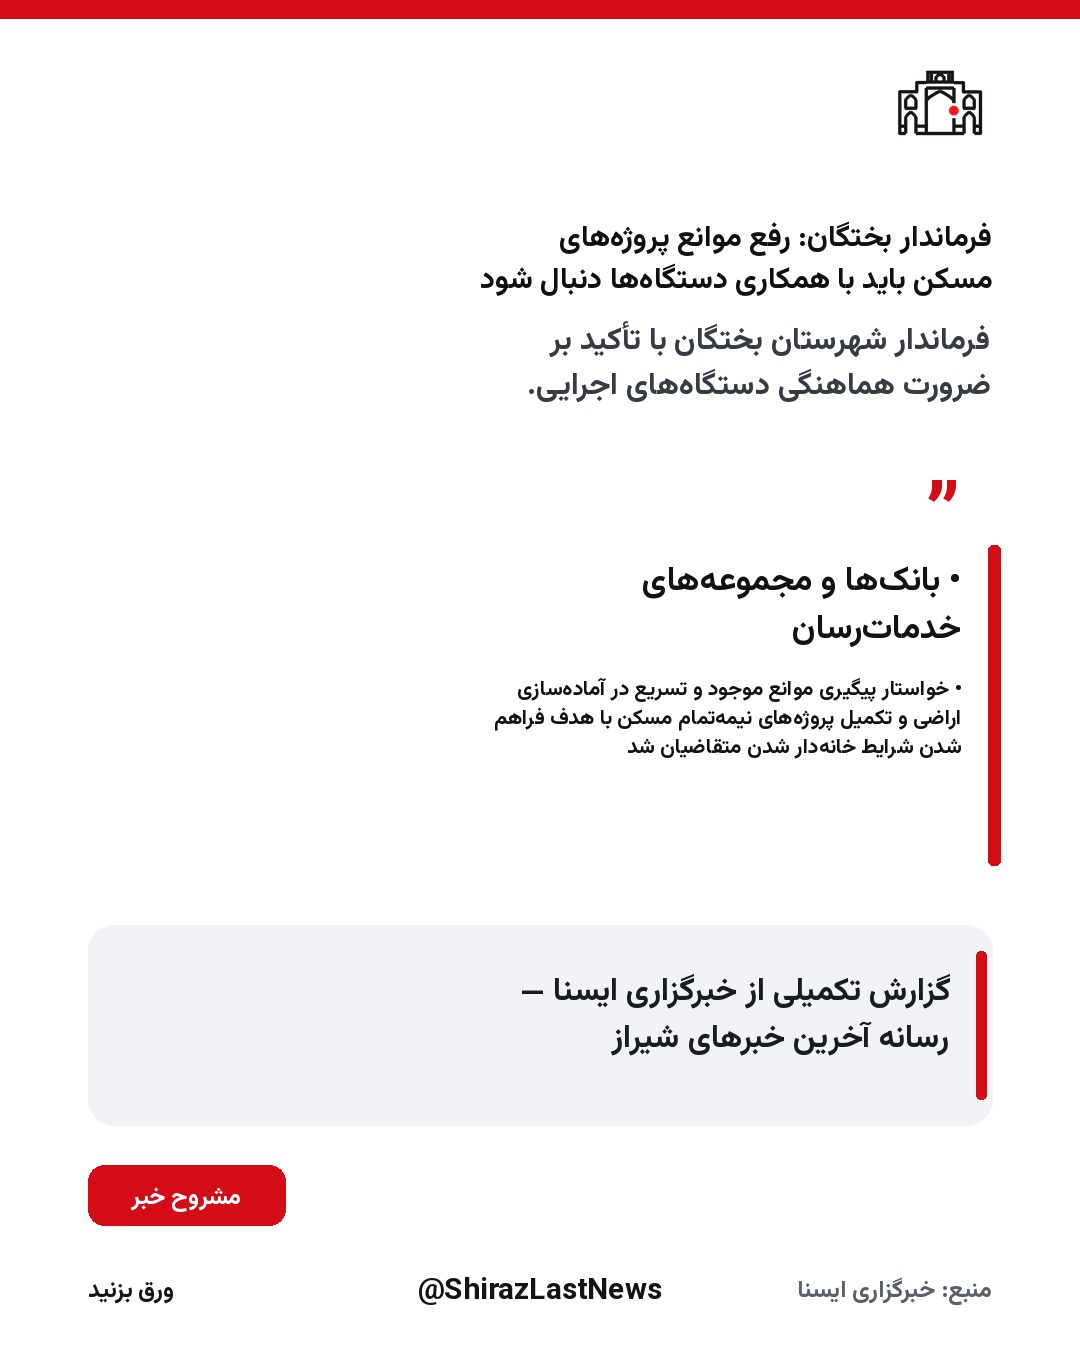 فرماندار بختگان: رفع موانع پروژه‌های
مسکن باید با همکاری دستگاه‌ها دنبال شود
فرماندار شهرستان بختگان با تأکید بر
ضرورت هماهنگی دستگاه‌های اجرایی.
”
• بانک‌ها و مجموعه‌های
خدمات‌رسان
• خواستار پیگیری موانع موجود و تسریع در آماده‌سازی
اراضی و تکمیل پروژه‌های نیمه‌تمام مسکن با هدف فراهم
شدن شرایط خانه‌دار شدن متقاضیان شد
گزارش تکمیلی از خبرگزاری ایسنا –
رسانه آخرین خبرهای شیراز
مشروح خبر
منبع: خبرگزاری ایسنا
@ShirazLastNews
ورق بزنید